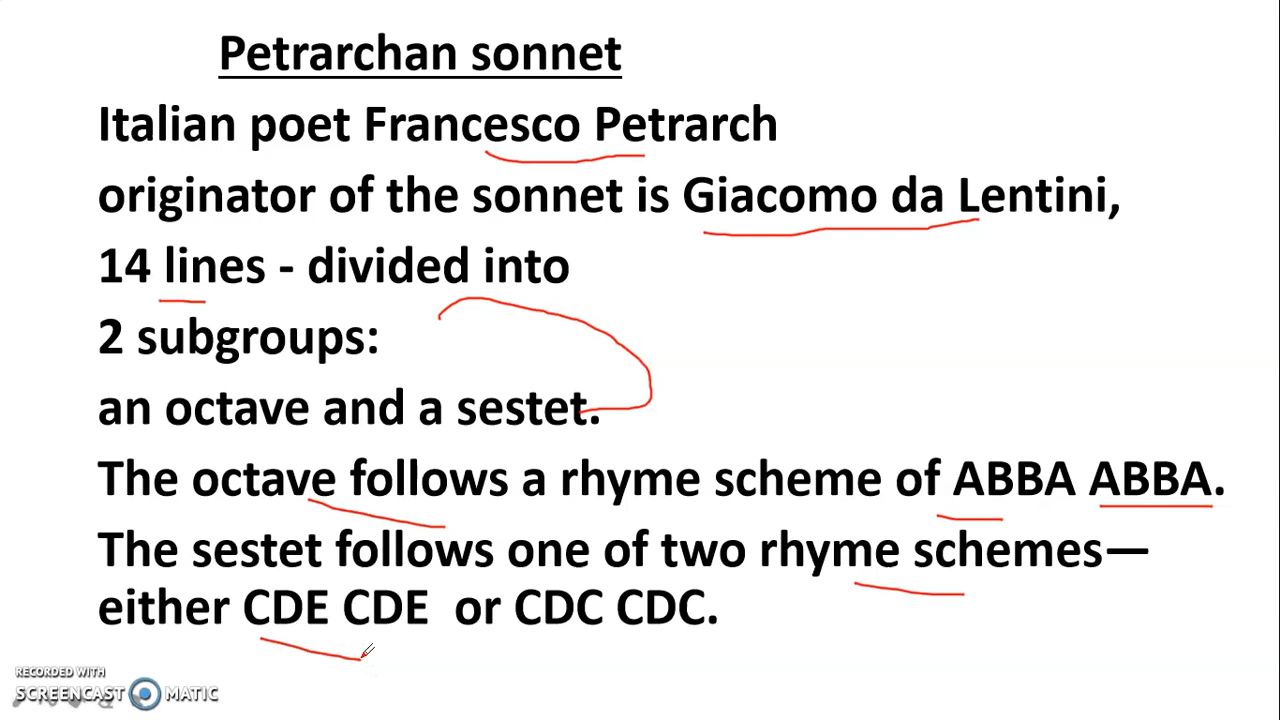 Petrarchan sonnet
Italian poet Francesco Petrarch
originator of the sonnet is Giacomo da Lentini,
14 lines - divided into
2 subgroups:
an octave and a sestet.
The octave follows a rhyme scheme of ABBA ABBA.
The sestet follows one of two rhyme schemes—
either CDE CDE or CDC CDC.
RECORDED WITH
SCREENCAST MATIC